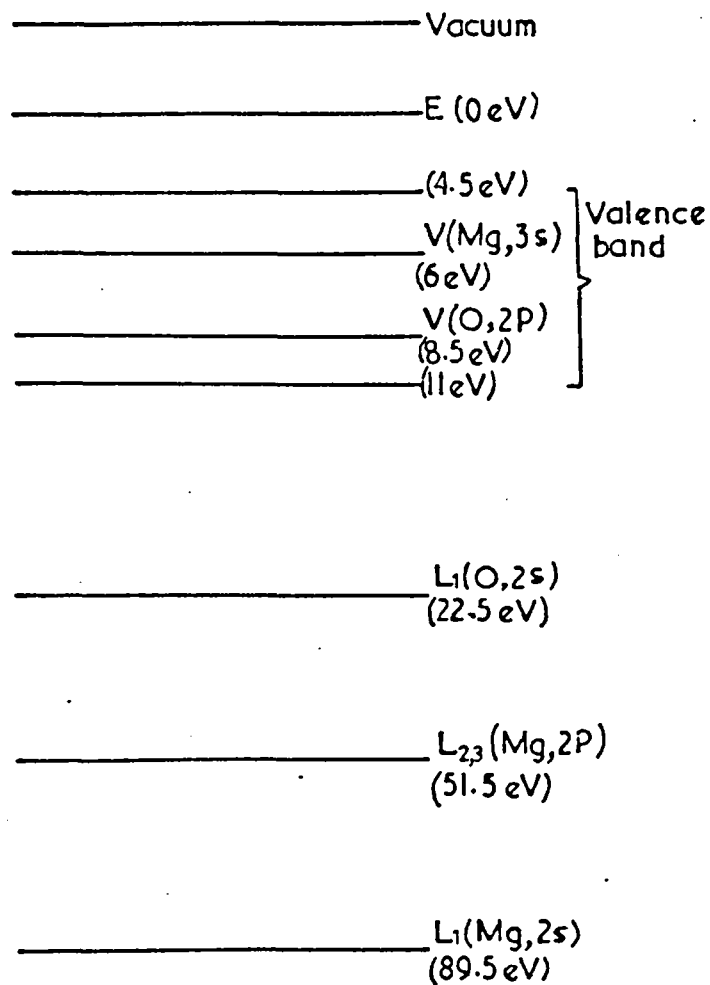 Vacuum
E (0 eV)
(4.5 eV)
V(Mg,3s)
(6 eV)
V(O,2P)
(8.5 eV)
(11 eV)
Valence
band
L₁(O,2s)
(22.5 eV)
L₂,₃(Mg,2P)
(51.5 eV)
L₁(Mg,2s)
(89.5 eV)